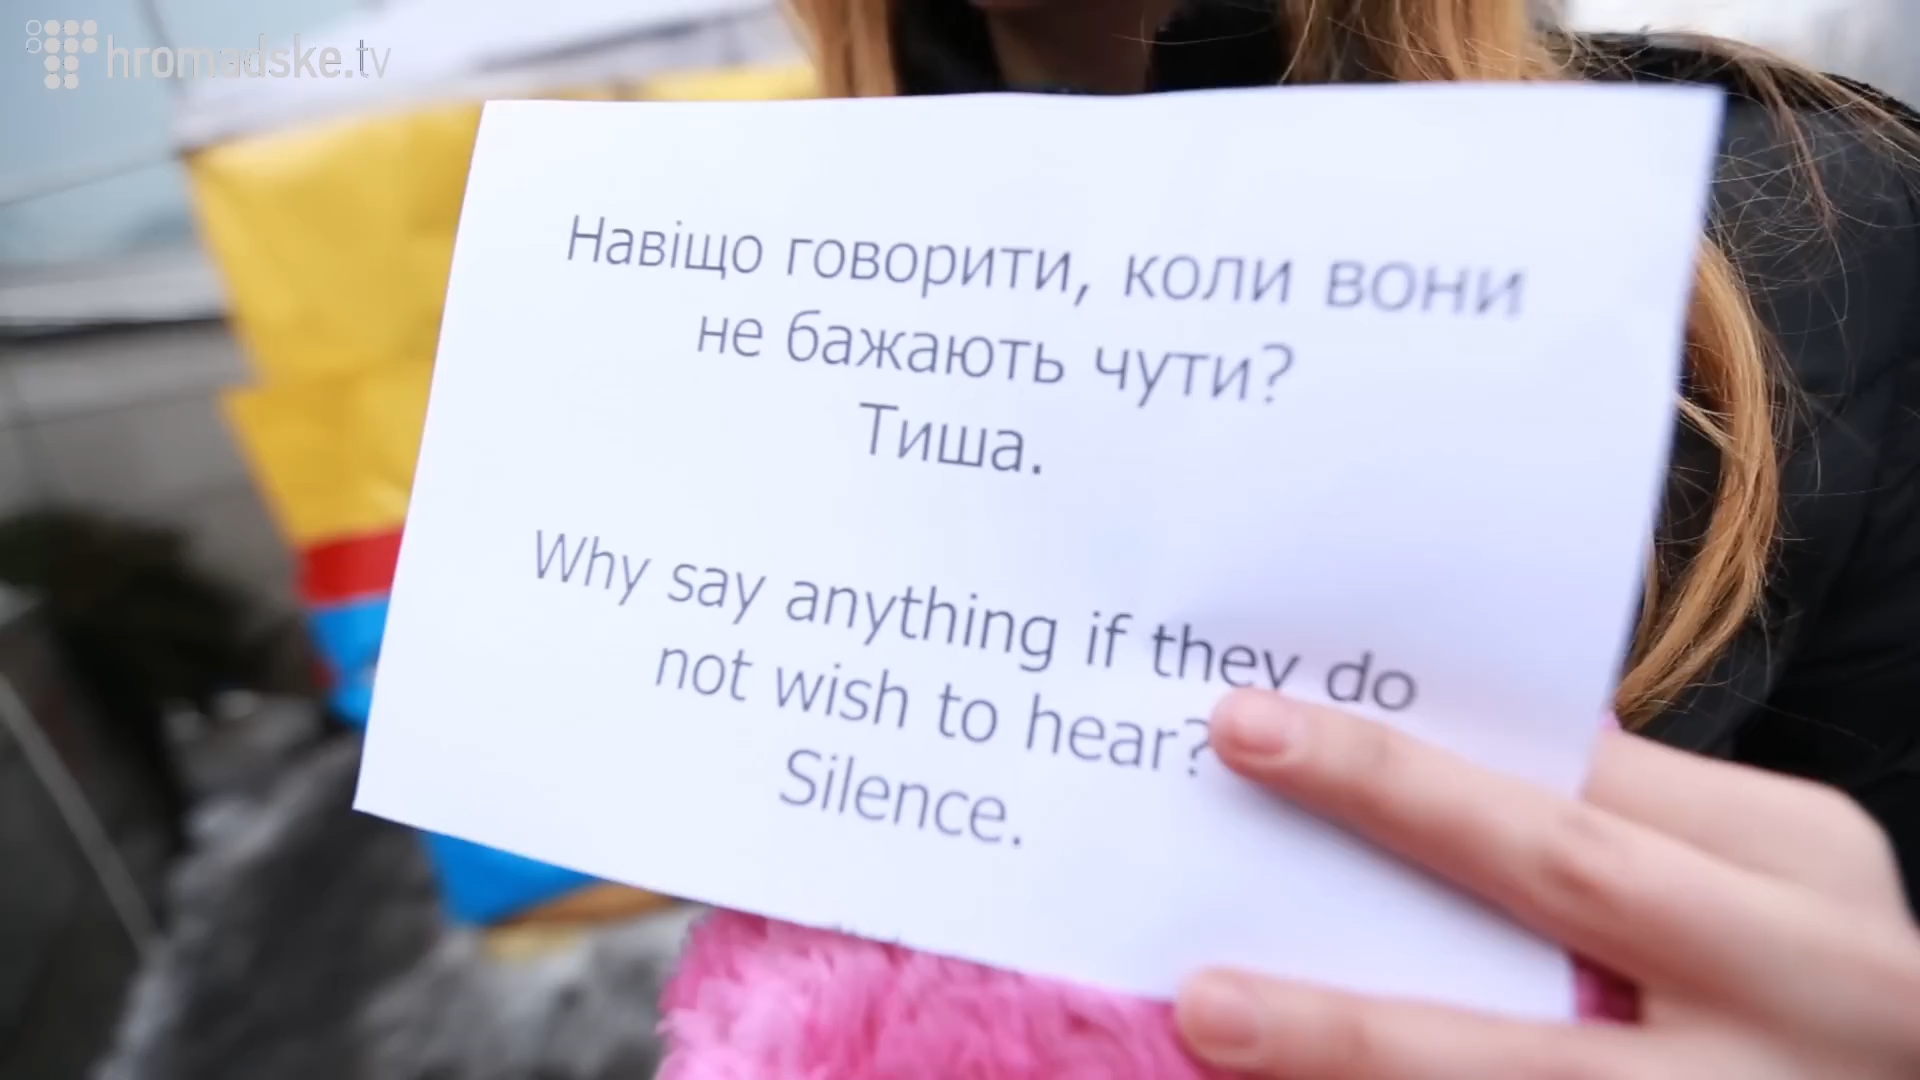 hromadske.tv
Навіщо говорити, коли вони
не бажають чути?
Тиша.
Why say anything if they do
not wish to hear?
Silence.